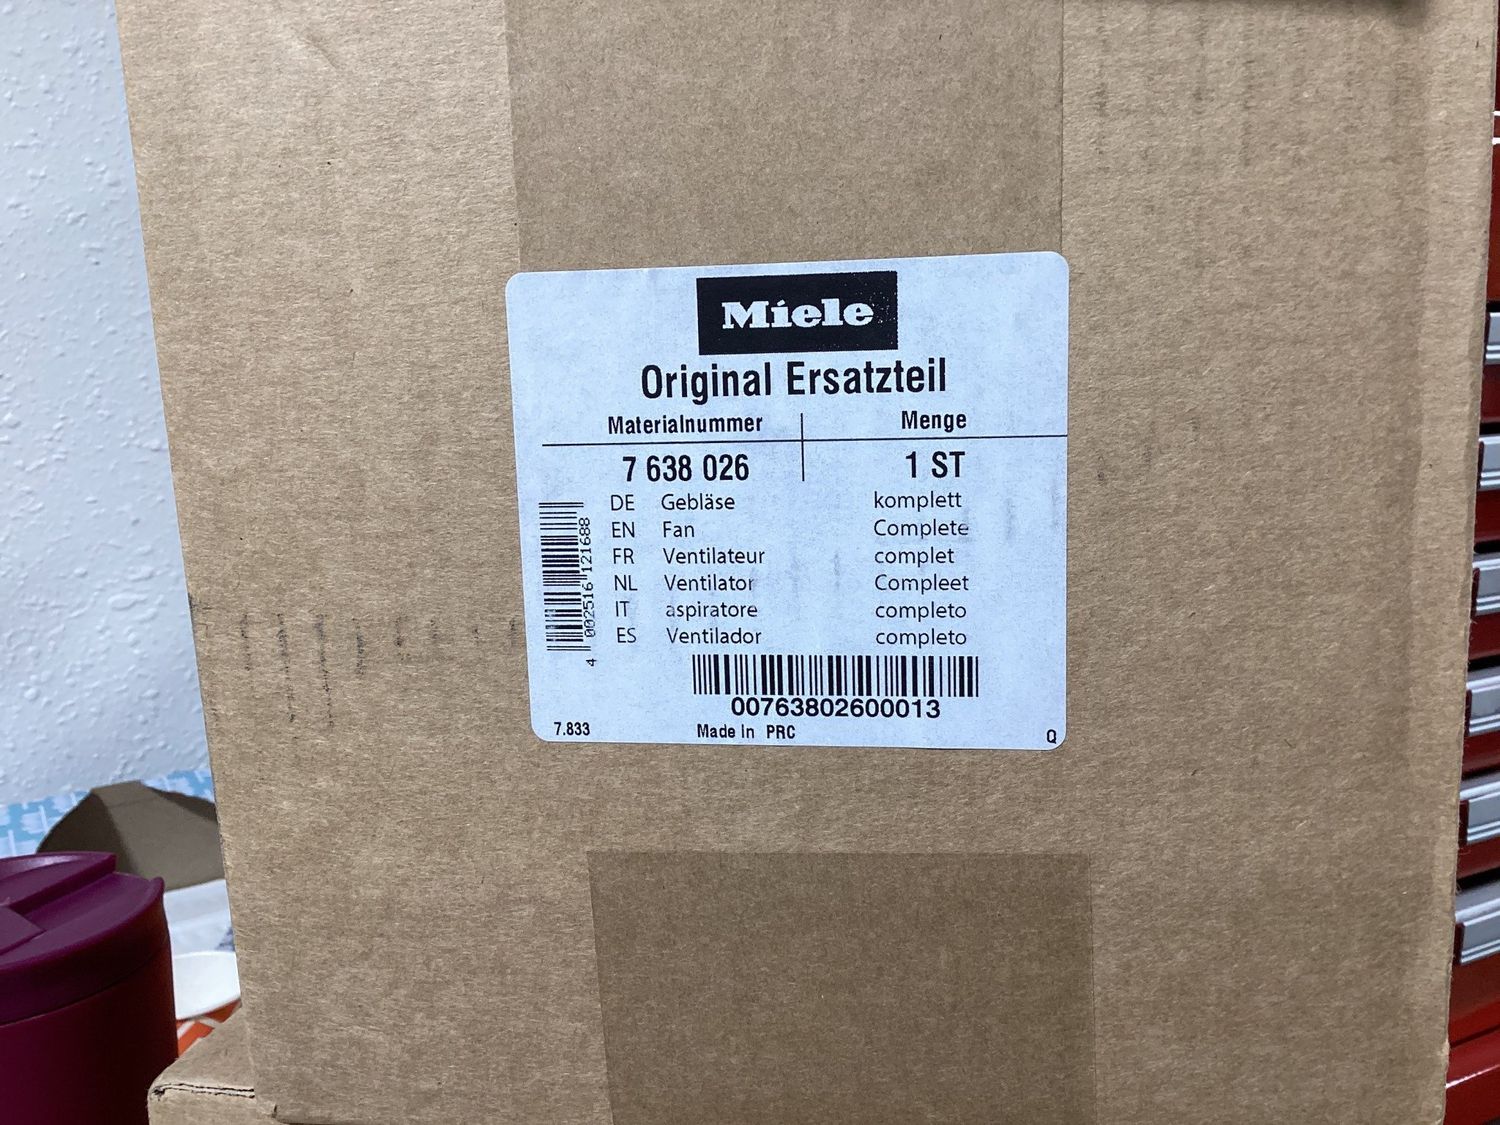 Miele
Original Ersatzteil
Materialnummer Menge
7 638 026 1 ST
DE Gebläse komplett
EN Fan Complete
FR Ventilateur complet
NL Ventilator Compleet
IT aspiratore completo
ES Ventilador completo
4 002516 121688
00763802600013
7.833 Made In PRC Q